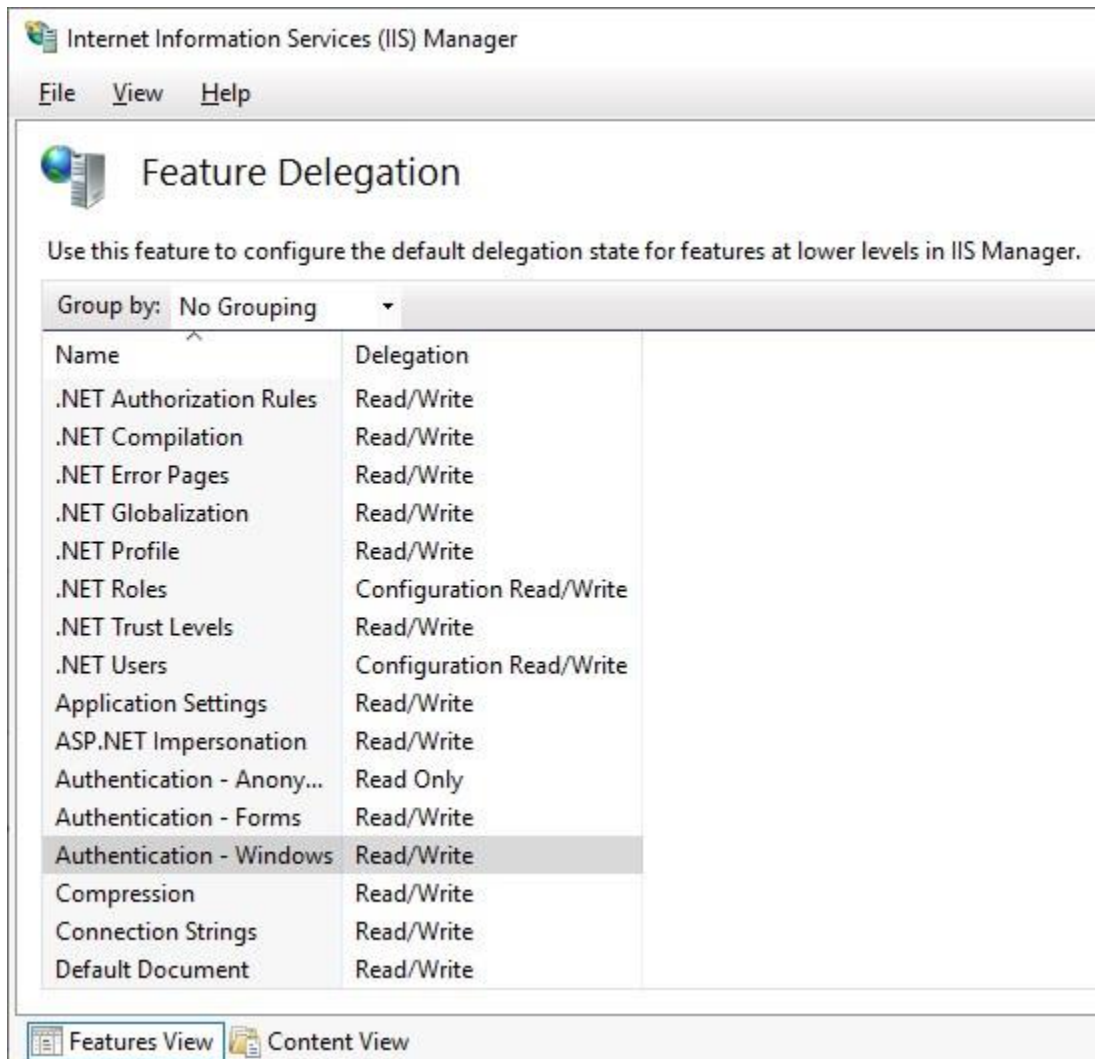 Internet Information Services (IIS) Manager
File View Help
Feature Delegation
Use this feature to configure the default delegation state for features at lower levels in IIS Manager.
Group by: No Grouping
Name Delegation
.NET Authorization Rules Read/Write
.NET Compilation Read/Write
.NET Error Pages Read/Write
.NET Globalization Read/Write
.NET Profile Read/Write
.NET Roles Configuration Read/Write
.NET Trust Levels Read/Write
.NET Users Configuration Read/Write
Application Settings Read/Write
ASP.NET Impersonation Read/Write
Authentication - Anony... Read Only
Authentication - Forms Read/Write
Authentication - Windows Read/Write
Compression Read/Write
Connection Strings Read/Write
Default Document Read/Write
Features View Content View